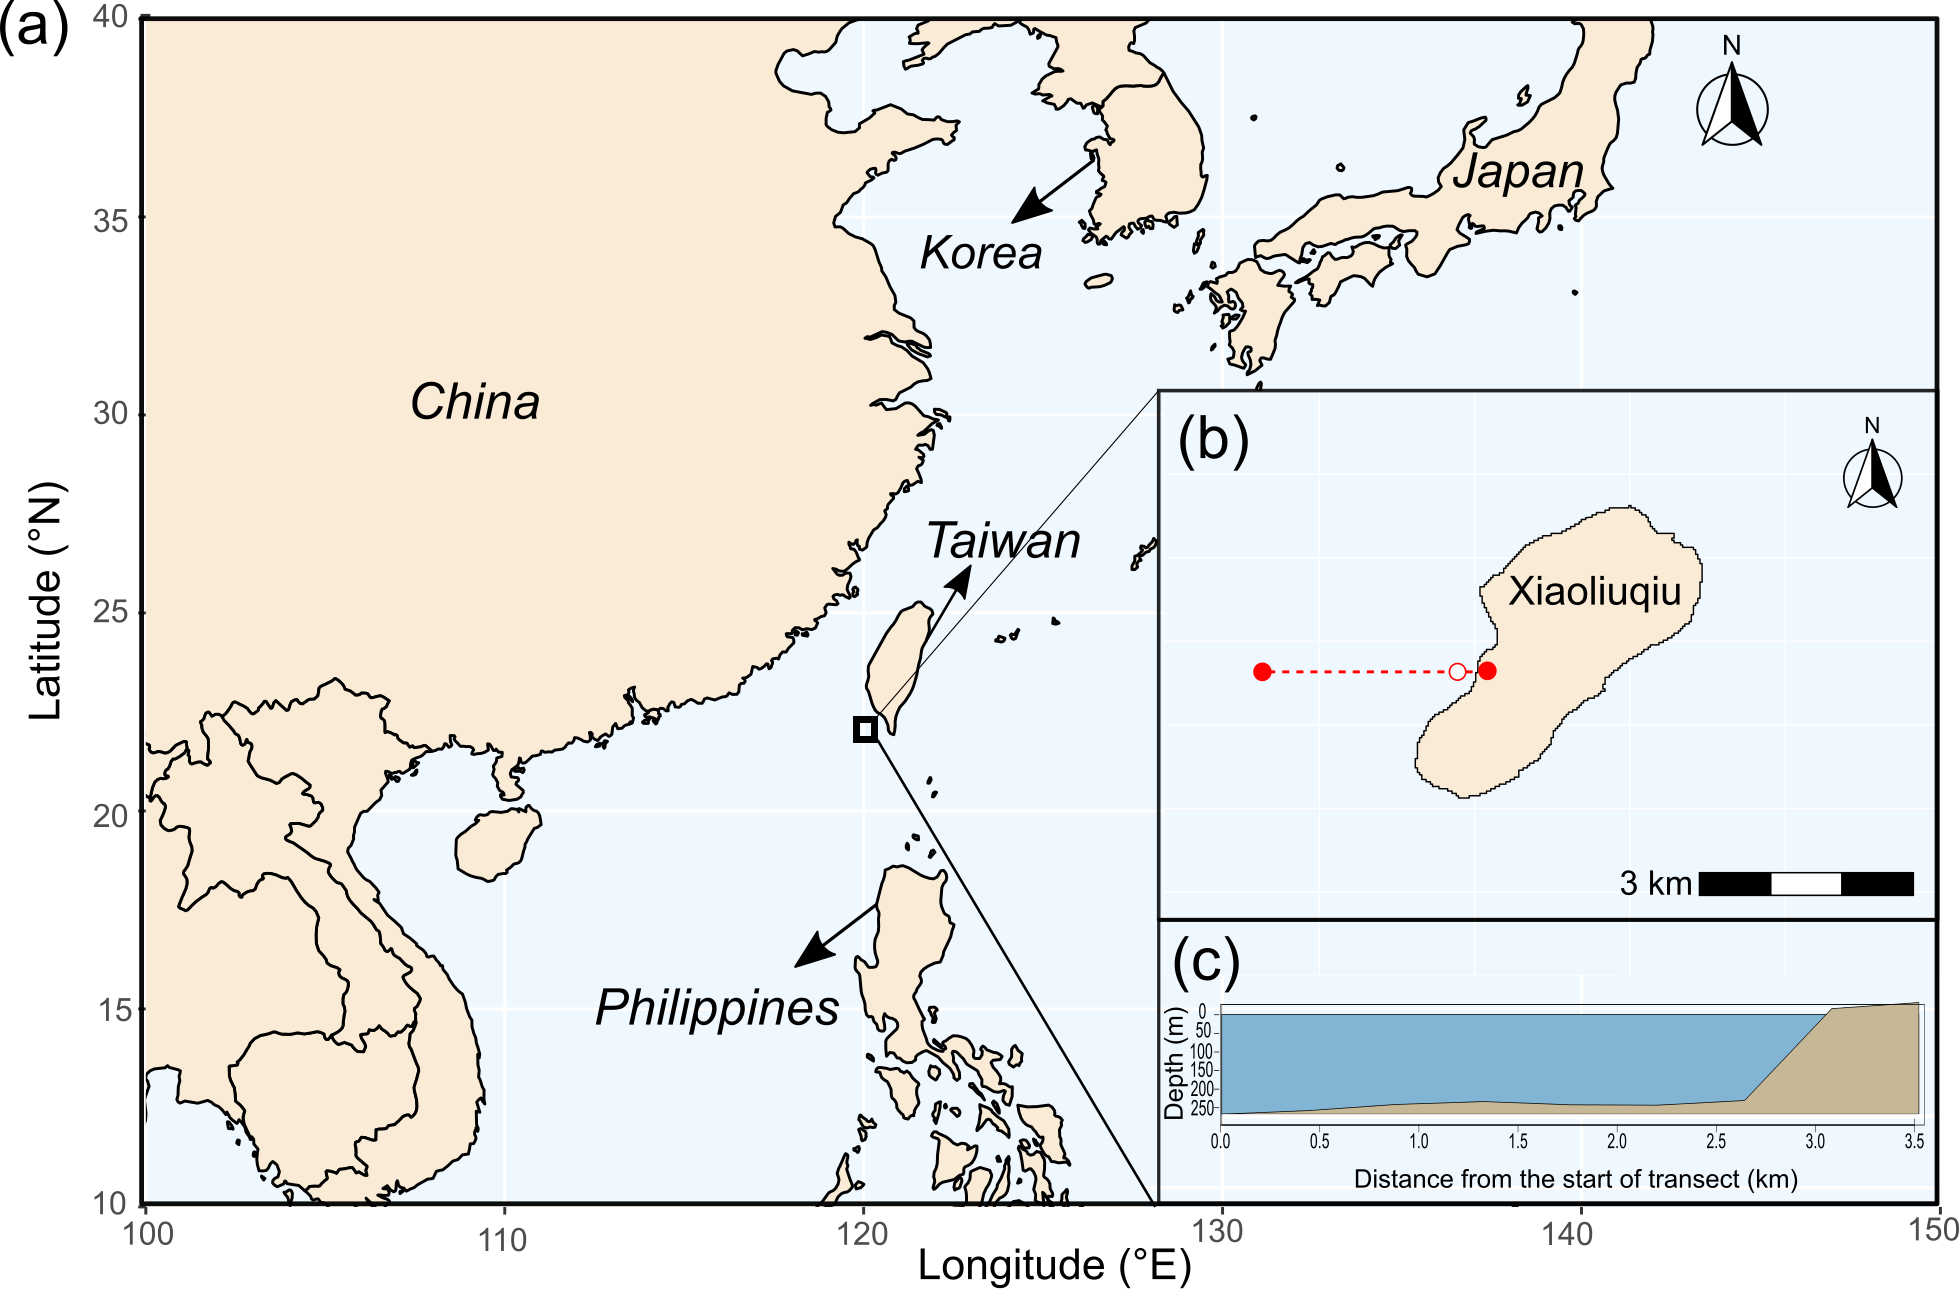 (a)
40
35
30
25
20
15
10
Latitude (°N)
100
110
120
130
140
150
Longitude (°E)
N
China
Korea
Japan
Taiwan
Philippines
(b)
N
Xiaoliuqiu
3 km
(c)
Depth (m)
0
50
100
150
200
250
0.0
0.5
1.0
1.5
2.0
2.5
3.0
3.5
Distance from the start of transect (km)